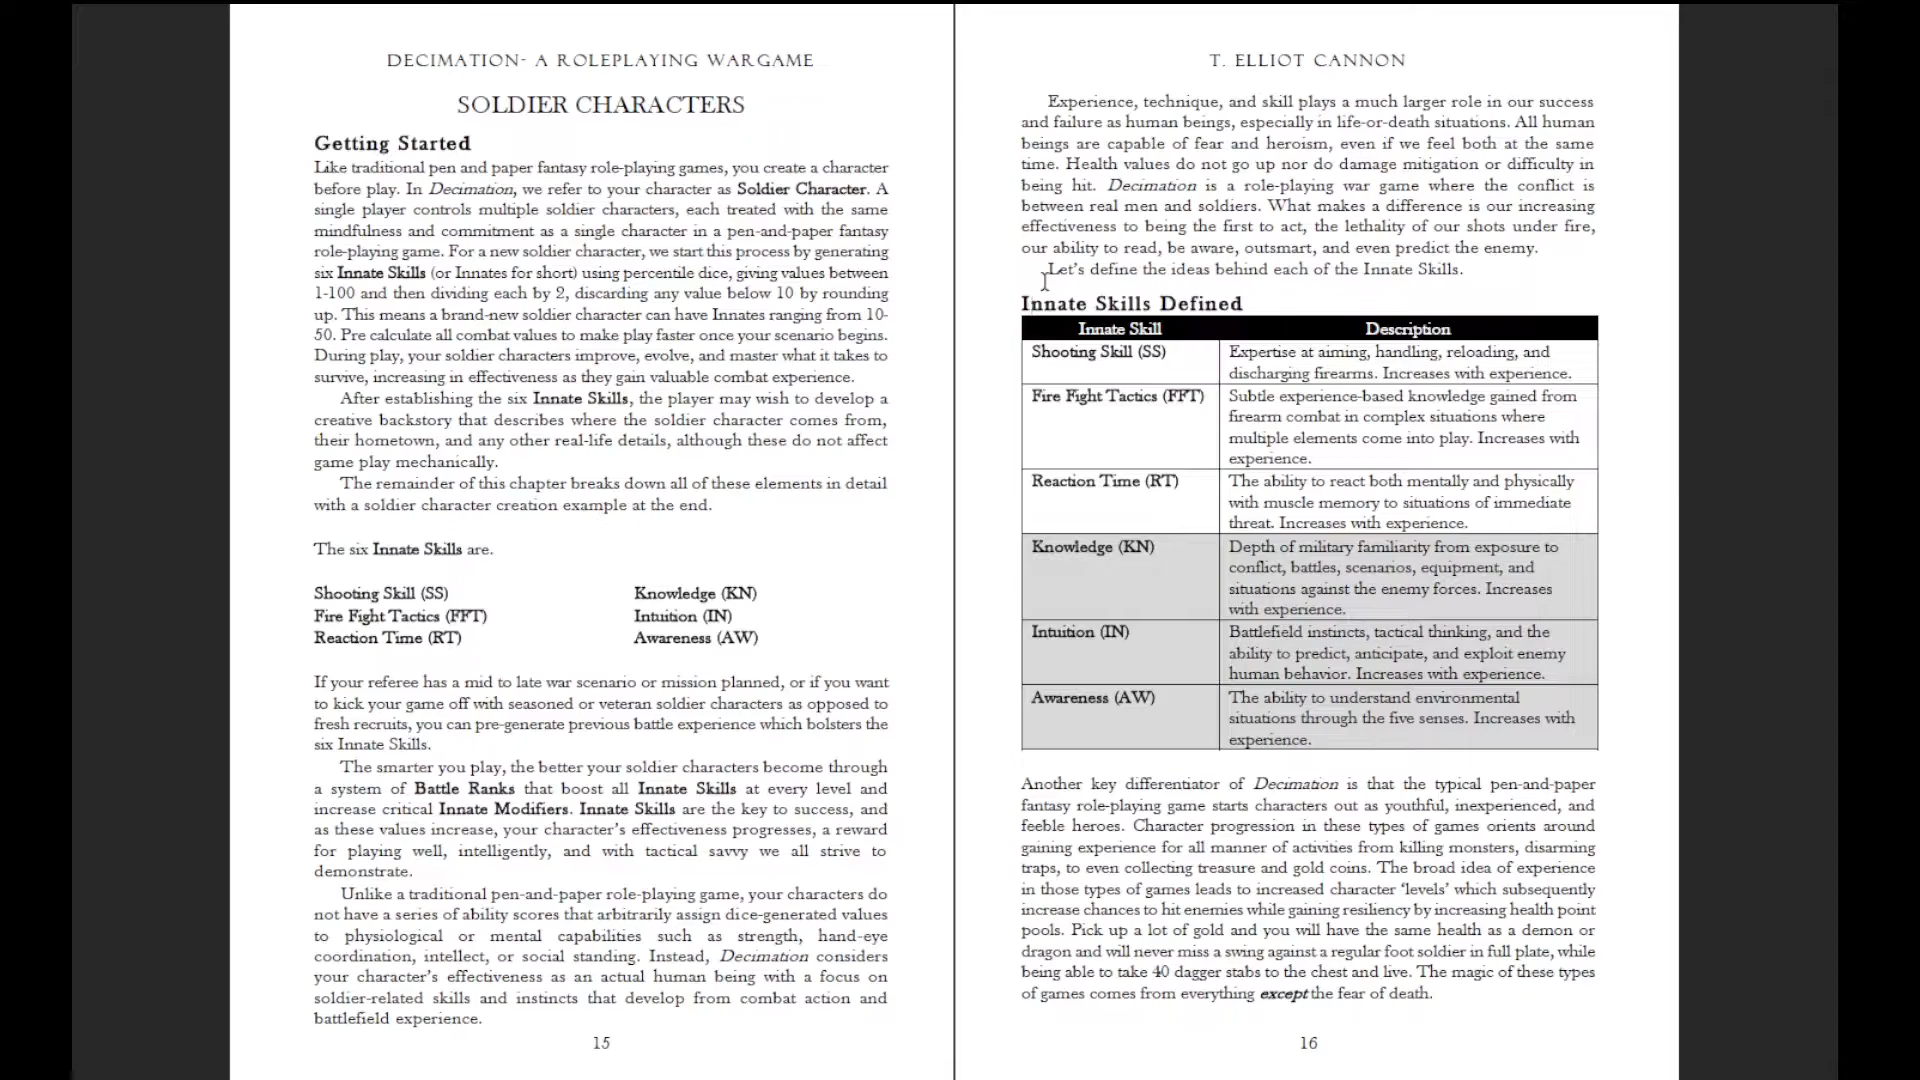 DECIMATION- A ROLEPLAYING WARGAME
SOLDIER CHARACTERS
Getting Started
Like traditional pen and paper fantasy role-playing games, you create a character
before play. In Decimation, we refer to your character as Soldier Character. A
single player controls multiple soldier characters, each treated with the same
mindfulness and commitment as a single character in a pen-and-paper fantasy
role-playing game. For a new soldier character, we start this process by generating
six Innate Skills (or Innates for short) using percentile dice, giving values between
1-100 and then dividing each by 2, discarding any value below 10 by rounding
up. This means a brand-new soldier character can have Innates ranging from 10-
50. Pre calculate all combat values to make play faster once your scenario begins.
During play, your soldier characters improve, evolve, and master what it takes to
survive, increasing in effectiveness as they gain valuable combat experience.
After establishing the six Innate Skills, the player may wish to develop a
creative backstory that describes where the soldier character comes from,
their hometown, and any other real-life details, although these do not affect
game play mechanically.
The remainder of this chapter breaks down all of these elements in detail
with a soldier character creation example at the end.
The six Innate Skills are.
Shooting Skill (SS) Knowledge (KN)
Fire Fight Tactics (FFT) Intuition (IN)
Reaction Time (RT) Awareness (AW)
If your referee has a mid to late war scenario or mission planned, or if you want
to kick your game off with seasoned or veteran soldier characters as opposed to
fresh recruits, you can pre-generate previous battle experience which bolsters the
six Innate Skills.
The smarter you play, the better your soldier characters become through
a system of Battle Ranks that boost all Innate Skills at every level and
increase critical Innate Modifiers. Innate Skills are the key to success, and
as these values increase, your character's effectiveness progresses, a reward
for playing well, intelligently, and with tactical savvy we all strive to
demonstrate.
Unlike a traditional pen-and-paper role-playing game, your characters do
not have a series of ability scores that arbitrarily assign dice-generated values
to physiological or mental capabilities such as strength, hand-eye
coordination, intellect, or social standing. Instead, Decimation considers
your character's effectiveness as an actual human being with a focus on
soldier-related skills and instincts that develop from combat action and
battlefield experience.
15
T. ELLIOT CANNON
Experience, technique, and skill plays a much larger role in our success
and failure as human beings, especially in life-or-death situations. All human
beings are capable of fear and heroism, even if we feel both at the same
time. Health values do not go up nor do damage mitigation or difficulty in
being hit. Decimation is a role-playing war game where the conflict is
between real men and soldiers. What makes a difference is our increasing
effectiveness to being the first to act, the lethality of our shots under fire,
our ability to read, be aware, outsmart, and even predict the enemy.
Let's define the ideas behind each of the Innate Skills.
Innate Skills Defined
Innate Skill Description
Shooting Skill (SS) Expertise at aiming, handling, reloading, and
discharging firearms. Increases with experience.
Fire Fight Tactics (FFT) Subtle experience-based knowledge gained from
firearm combat in complex situations where
multiple elements come into play. Increases with
experience.
Reaction Time (RT) The ability to react both mentally and physically
with muscle memory to situations of immediate
threat. Increases with experience.
Knowledge (KN) Depth of military familiarity from exposure to
conflict, battles, scenarios, equipment, and
situations against the enemy forces. Increases
with experience.
Intuition (IN) Battlefield instincts, tactical thinking, and the
ability to predict, anticipate, and exploit enemy
human behavior. Increases with experience.
Awareness (AW) The ability to understand environmental
situations through the five senses. Increases with
experience.
Another key differentiator of Decimation is that the typical pen-and-paper
fantasy role-playing game starts characters out as youthful, inexperienced, and
feeble heroes. Character progression in these types of games orients around
gaining experience for all manner of activities from killing monsters, disarming
traps, to even collecting treasure and gold coins. The broad idea of experience
in those types of games leads to increased character 'levels' which subsequently
increase chances to hit enemies while gaining resiliency by increasing health point
pools. Pick up a lot of gold and you will have the same health as a demon or
dragon and will never miss a swing against a regular foot soldier in full plate, while
being able to take 40 dagger stabs to the chest and live. The magic of these types
of games comes from everything except the fear of death.
16